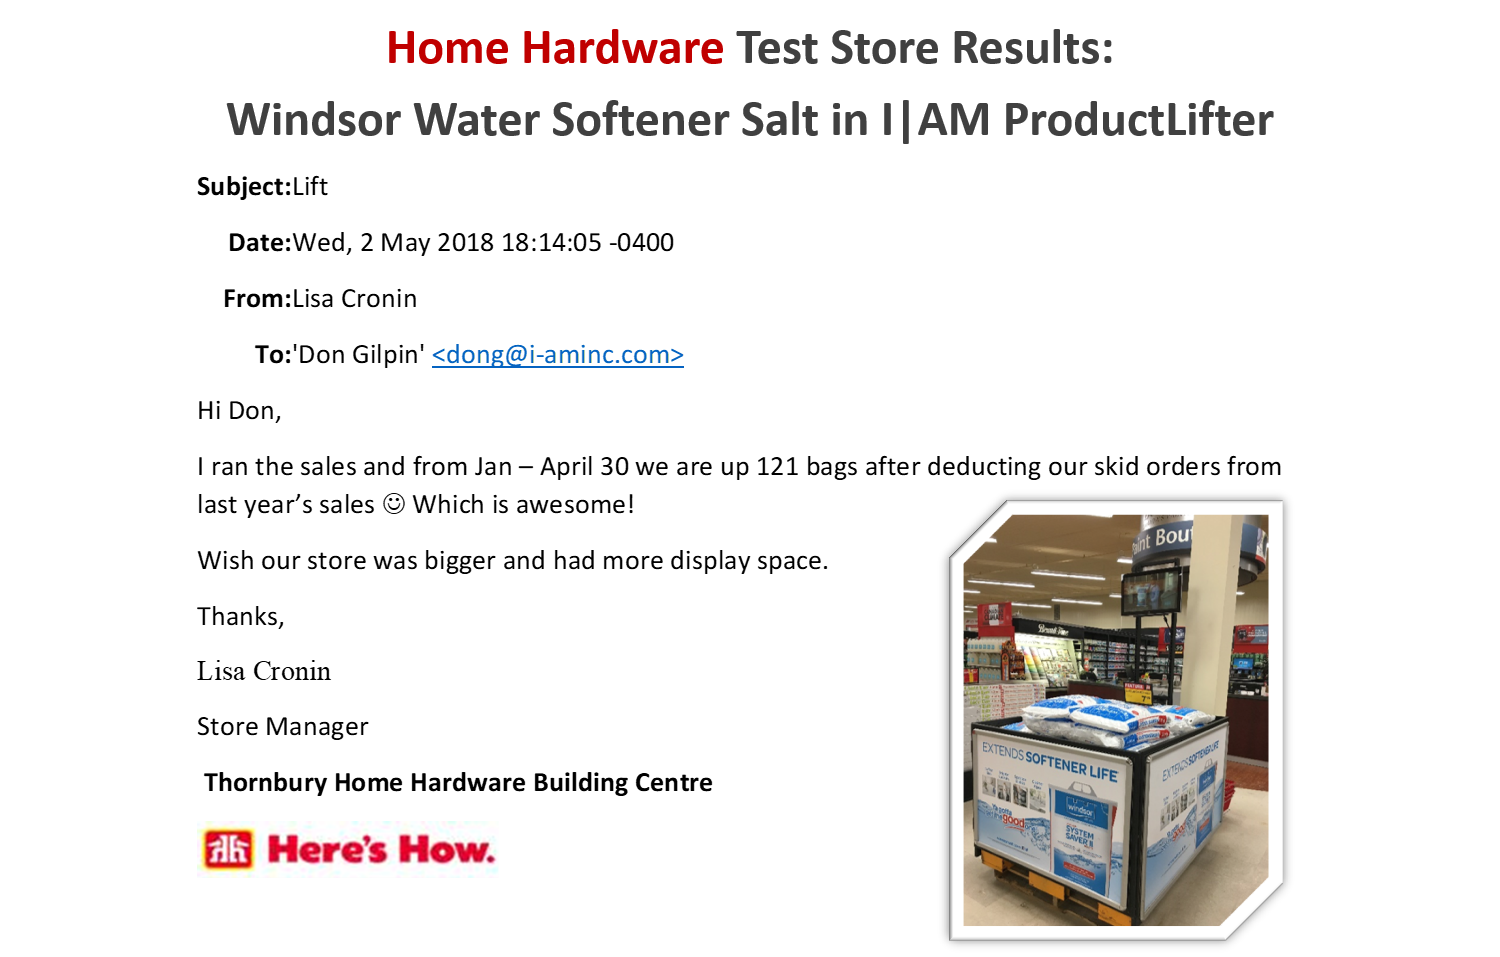 Home Hardware Test Store Results:
Windsor Water Softener Salt in I|AM ProductLifter
Subject:Lift
Date:Wed, 2 May 2018 18:14:05 -0400
From:Lisa Cronin
To:'Don Gilpin' <dong@i-aminc.com>
Hi Don,
I ran the sales and from Jan – April 30 we are up 121 bags after deducting our skid orders from
last year’s sales ☺ Which is awesome!
Wish our store was bigger and had more display space.
Thanks,
Lisa Cronin
Store Manager
Thornbury Home Hardware Building Centre
Here's How.
EXTENDS SOFTENER LIFE
windsor
SYSTEM
SAVER II
good
EXTENDS SOFTENER LIFE